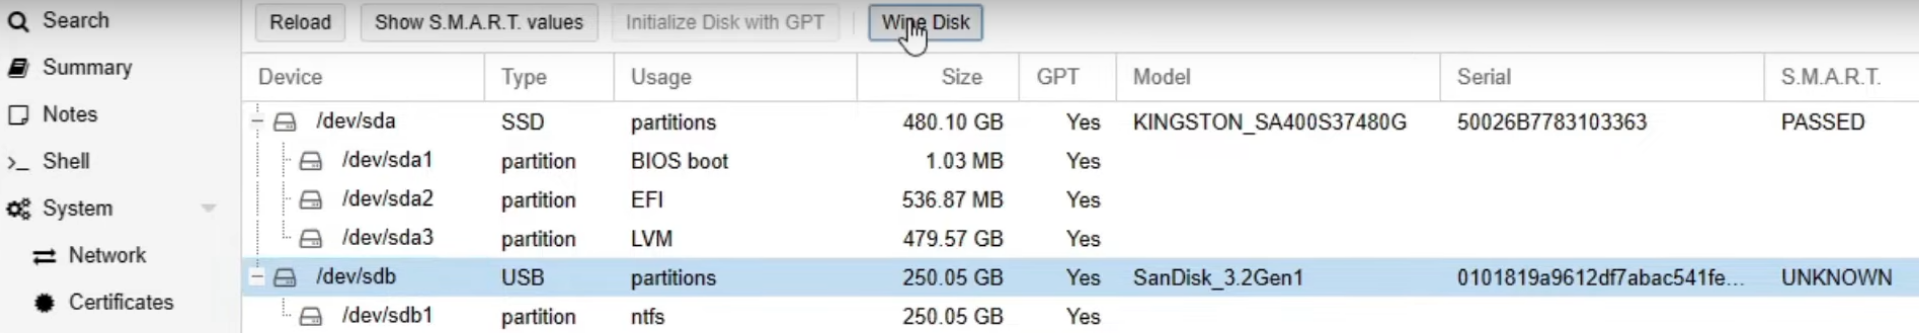 Search
Summary
Notes
Shell
System
Network
Certificates
Reload Show S.M.A.R.T. values Initialize Disk with GPT Wipe Disk
Device Type Usage Size GPT Model Serial S.M.A.R.T.
/dev/sda SSD partitions 480.10 GB Yes KINGSTON_SA400S37480G 50026B7783103363 PASSED
/dev/sda1 partition BIOS boot 1.03 MB Yes
/dev/sda2 partition EFI 536.87 MB Yes
/dev/sda3 partition LVM 479.57 GB Yes
/dev/sdb USB partitions 250.05 GB Yes SanDisk_3.2Gen1 0101819a9612df7abac541fe... UNKNOWN
/dev/sdb1 partition ntfs 250.05 GB Yes